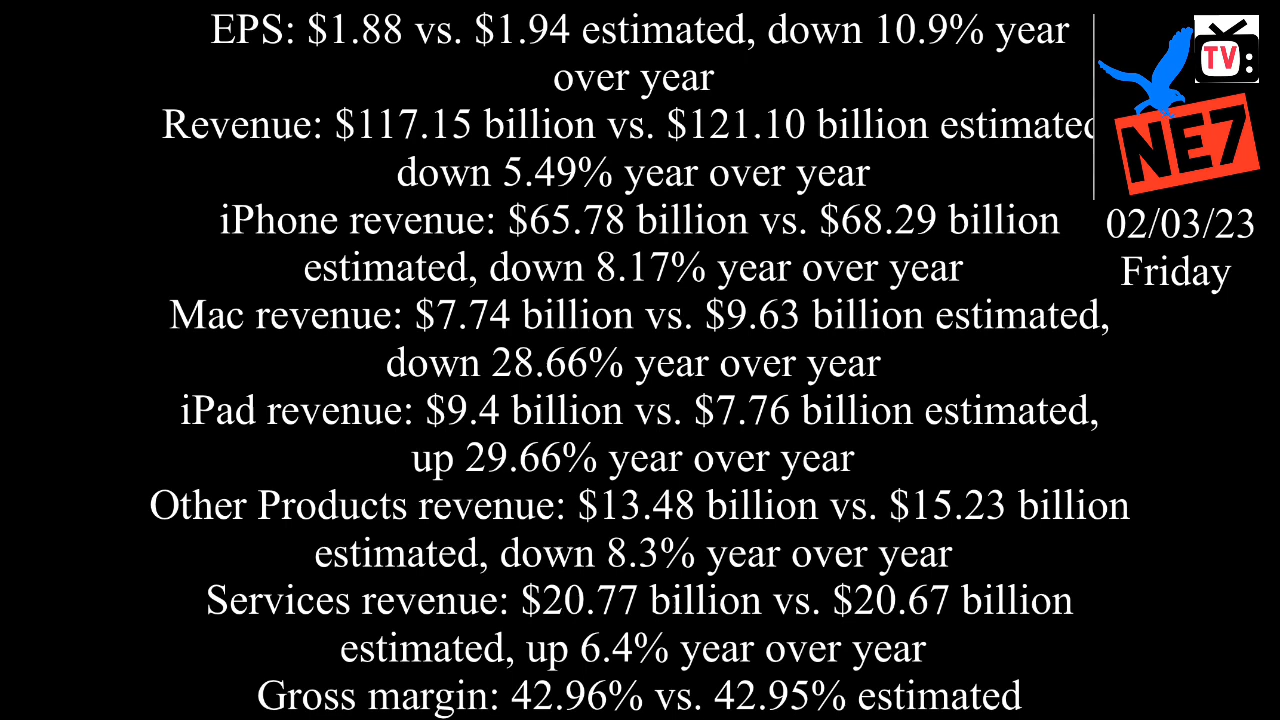 EPS: $1.88 vs. $1.94 estimated, down 10.9% year
over year
Revenue: $117.15 billion vs. $121.10 billion estimated
down 5.49% year over year
iPhone revenue: $65.78 billion vs. $68.29 billion
estimated, down 8.17% year over year
Mac revenue: $7.74 billion vs. $9.63 billion estimated,
down 28.66% year over year
iPad revenue: $9.4 billion vs. $7.76 billion estimated,
up 29.66% year over year
Other Products revenue: $13.48 billion vs. $15.23 billion
estimated, down 8.3% year over year
Services revenue: $20.77 billion vs. $20.67 billion
estimated, up 6.4% year over year
Gross margin: 42.96% vs. 42.95% estimated
TV:
NE7
02/03/23
Friday